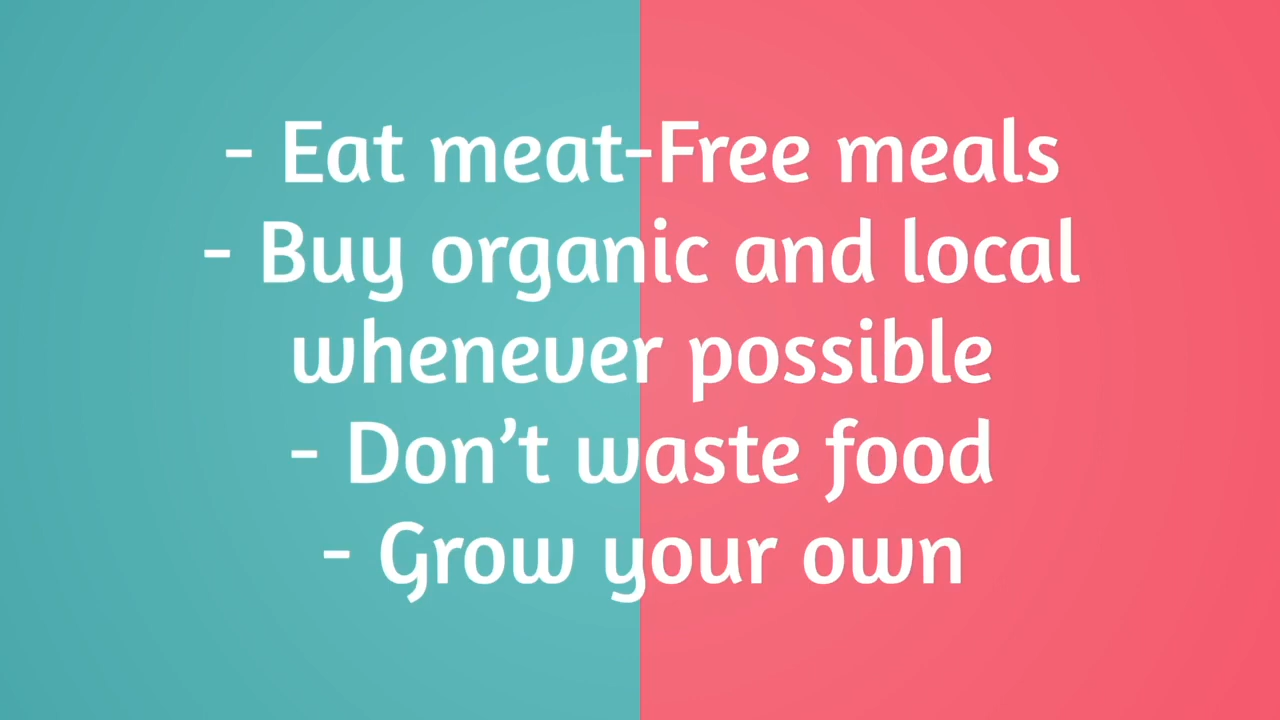 - Eat meat-Free meals
- Buy organic and local
whenever possible
- Don’t waste food
- Grow your own